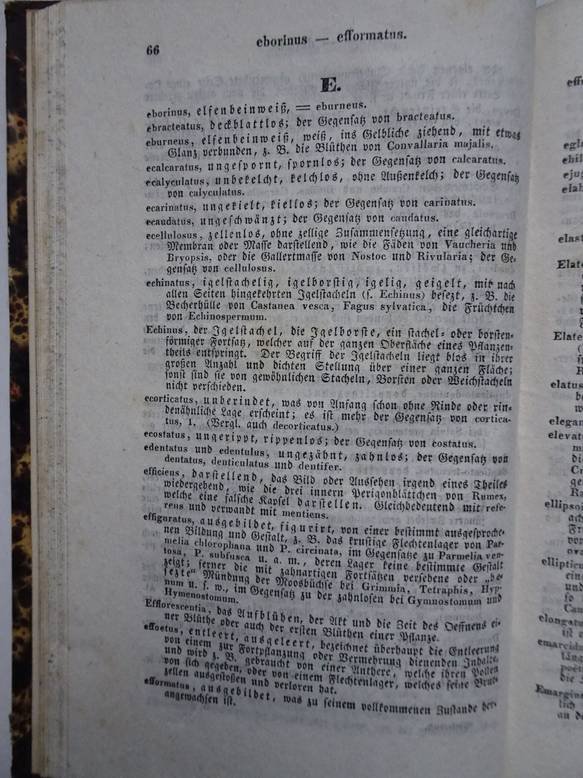 66
eborinus — efformatus.
E.
eborinus, elfenbeinweiß, = eburneus.
ebracteatus, deckblattlos; der Gegensatz von bracteatus.
eburneus, elfenbeinweiß, weiß, ins Gelbliche ziehend, mit etwas
Glanz verbunden, z. B. die Blüthen von Convallaria majalis.
ecalcaratus, ungespornt, spornlos; der Gegensatz von calcaratus.
ecalyculatus, unbekelcht, kelchlos, ohne Außenkelch; der Gegensatz
von calyculatus.
ecarinatus, ungekielt, kiellos; der Gegensatz von carinatus.
ecaudatus, ungeschwänzt; der Gegensatz von caudatus.
ecellulosus, zellenlos, ohne zellige Zusammensetzung, eine gleichartige
Membran oder Masse darstellend, wie die Fäden von Vaucheria und
Bryopsis, oder die Gallertmasse von Nostoc und Rivularia; der Ge-
gensatz von cellulosus.
echinatus, igelstachelig, igelborstig, igelig, geigelt, mit nach
allen Seiten hingekehrten Igelstacheln (s. Echinus) besezt, z. B. die
Becherhülle von Castanea vesca, Fagus sylvatica, die Früchtchen
von Echinospermum.
Echinus, der Igelstachel, die Igelborste, ein stachel- oder borsten-
förmiger Fortsatz, welcher auf der ganzen Oberfläche eines Pflanzen-
theils entspringt. Der Begriff der Igelstacheln liegt blos in ihrer
großen Anzahl und dichten Stellung über einer ganzen Fläche;
sonst sind sie von gewöhnlichen Stacheln, Borsten oder Weichstacheln
nicht verschieden.
ecorticatus, unberindet, was von Anfang schon ohne Rinde oder rin-
denähnliche Lage erscheint; es ist mehr der Gegensatz von cortica-
tus, 1. (Vergl. auch decorticatus.)
ecostatus, ungerippt, rippenlos; der Gegensatz von costatus.
edentatus und edentulus, ungezähnt, zahnlos; der Gegensatz von
dentatus, denticulatus und dentifer.
efficiens, darstellend, das Bild oder Aussehen irgend eines Theiles
wiedergebend, wie die drei innern Perigonblättchen von Rumex,
welche eine falsche Kapsel darstellen. Gleichbedeutend mit refe-
rens und verwandt mit mentiens.
effiguratus, ausgebildet, figurirt, von einer bestimmt ausgesproche-
nen Bildung und Gestalt, z. B. das krustige Flechtenlager von Par-
melia chlorophana und P. circinata, im Gegensatze zu Parmelia ven-
tosa, P. subfusca u. a. m., deren Lager keine bestimmte Gestalt
zeigt; ferner die mit zahnartigen Fortsätzen versehene oder „be-
sezte“ Mündung der Moosbüchse bei Grimmia, Tetraphis, Hyp-
num u. s. w., im Gegensatz zu der zahnlosen bei Gymnostomum und
Hymenostomum.
Efflorescentia, das Aufblühen, der Akt und die Zeit des Oeffnens ei-
ner Blüthe oder auch der ersten Blüthen einer Pflanze.
effoetus, entleert, ausgeleert, bezeichnet überhaupt die Entleerung
von einem zur Fortpflanzung oder Vermehrung dienenden Inhalte,
und wird z. B. gebraucht von einer Anthere, welche ihren Pollen
von sich gegeben, oder von einem Flechtenlager, welches seine Brut-
zellen ausgestoßen und verloren hat.
efformatus, ausgebildet, was zu seinem vollkommenen Zustande her-
angewachsen ist.